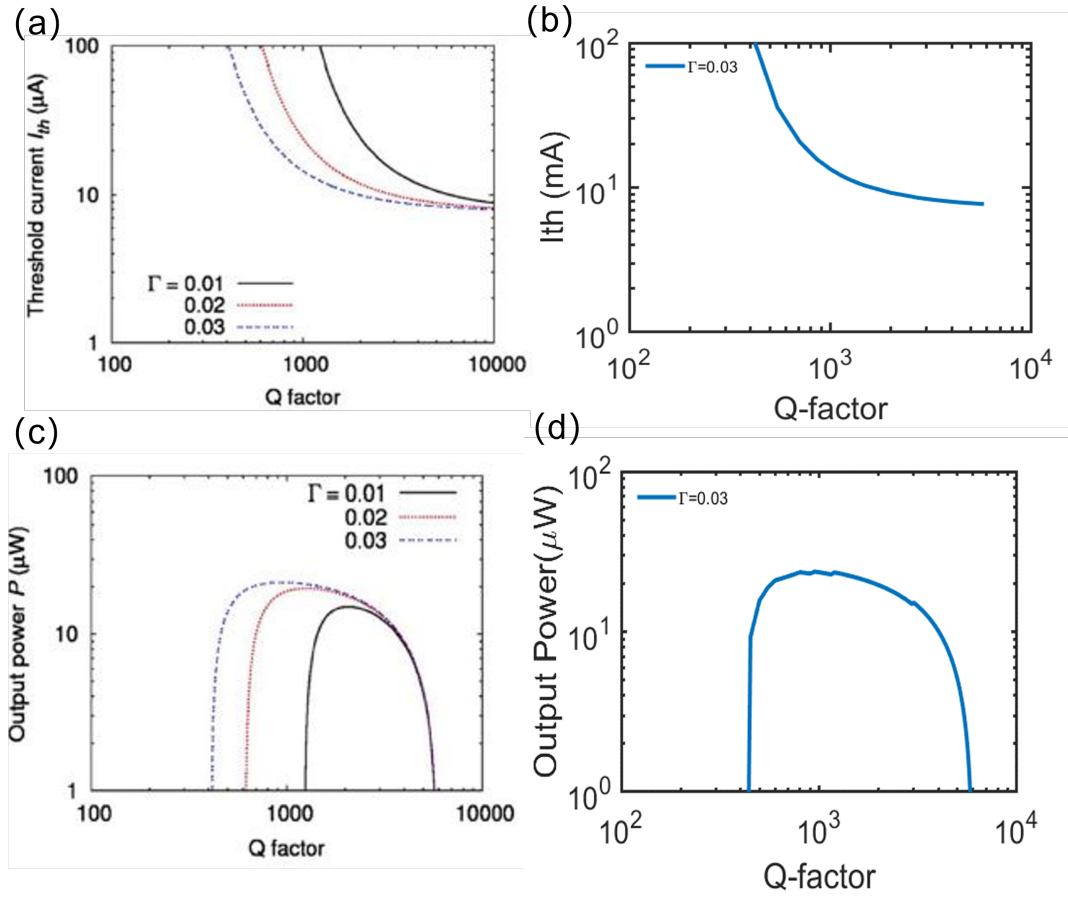 (a)
100
10
1
Threshold current Ith (μA)
Γ = 0.01
0.02
0.03
100 1000 10000
Q factor
(b)
10^2
10^1
10^0
Ith (mA)
Γ=0.03
10^2 10^3 10^4
Q-factor
(c)
100
10
1
Output power P (μW)
Γ = 0.01
0.02
0.03
100 1000 10000
Q factor
(d)
10^2
10^1
10^0
Output Power(μW)
Γ=0.03
10^2 10^3 10^4
Q-factor